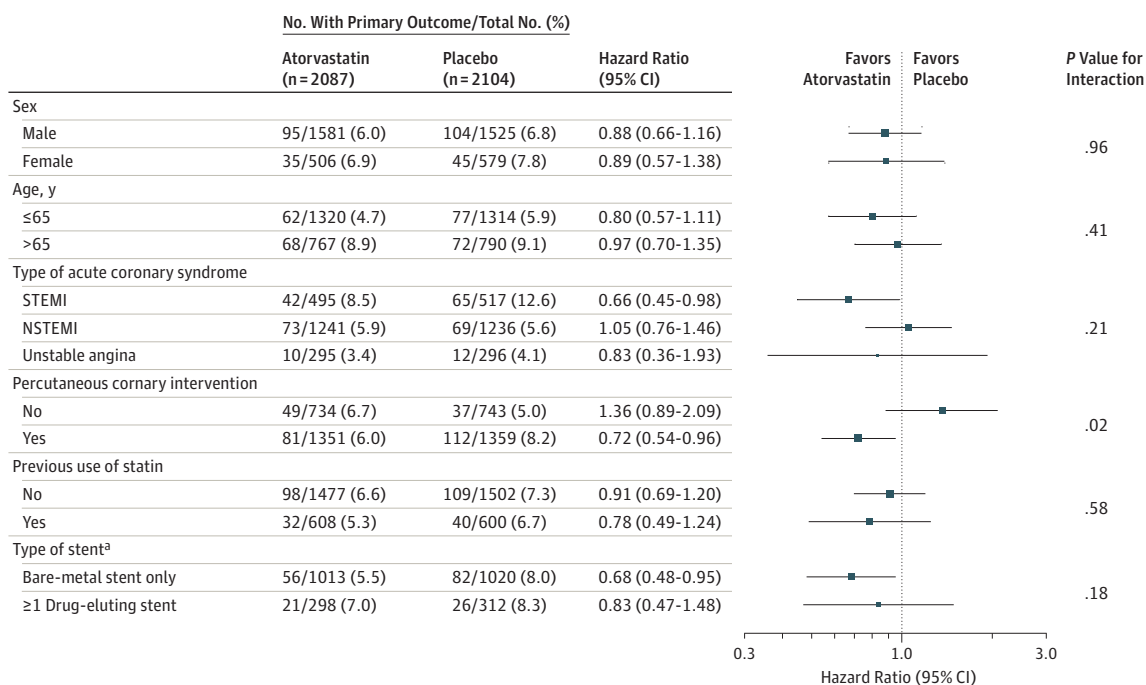 No. With Primary Outcome/Total No. (%)
Atorvastatin (n = 2087) Placebo (n = 2104) Hazard Ratio (95% CI) Favors Atorvastatin Favors Placebo P Value for Interaction
Sex
Male 95/1581 (6.0) 104/1525 (6.8) 0.88 (0.66-1.16)
.96
Female 35/506 (6.9) 45/579 (7.8) 0.89 (0.57-1.38)
Age, y
≤65 62/1320 (4.7) 77/1314 (5.9) 0.80 (0.57-1.11)
.41
>65 68/767 (8.9) 72/790 (9.1) 0.97 (0.70-1.35)
Type of acute coronary syndrome
STEMI 42/495 (8.5) 65/517 (12.6) 0.66 (0.45-0.98)
NSTEMI 73/1241 (5.9) 69/1236 (5.6) 1.05 (0.76-1.46) .21
Unstable angina 10/295 (3.4) 12/296 (4.1) 0.83 (0.36-1.93)
Percutaneous cornary intervention
No 49/734 (6.7) 37/743 (5.0) 1.36 (0.89-2.09)
.02
Yes 81/1351 (6.0) 112/1359 (8.2) 0.72 (0.54-0.96)
Previous use of statin
No 98/1477 (6.6) 109/1502 (7.3) 0.91 (0.69-1.20)
.58
Yes 32/608 (5.3) 40/600 (6.7) 0.78 (0.49-1.24)
Type of stentᵃ
Bare-metal stent only 56/1013 (5.5) 82/1020 (8.0) 0.68 (0.48-0.95)
.18
≥1 Drug-eluting stent 21/298 (7.0) 26/312 (8.3) 0.83 (0.47-1.48)
0.3 1.0 3.0
Hazard Ratio (95% CI)